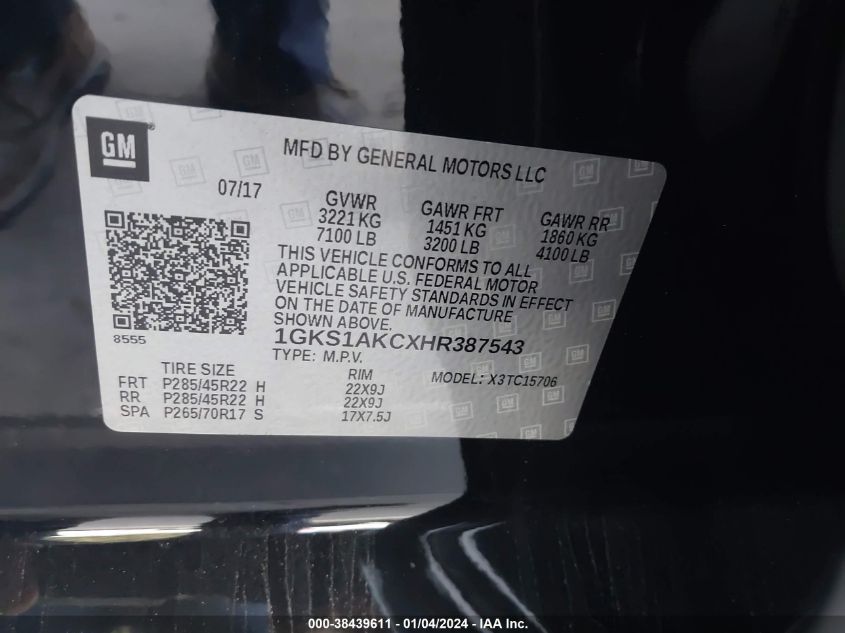 GM
MFD BY GENERAL MOTORS LLC
07/17
GVWR
3221 KG
7100 LB
GAWR FRT
1451 KG
3200 LB
GAWR RR
1860 KG
4100 LB
THIS VEHICLE CONFORMS TO ALL
APPLICABLE U.S. FEDERAL MOTOR
VEHICLE SAFETY STANDARDS IN EFFECT
ON THE DATE OF MANUFACTURE
SHOWN ABOVE.
8555
1GKS1AKCXHR387543
TYPE: M.P.V.
MODEL: X3TC15706
TIRE SIZE RIM
FRT P285/45R22 H 22X9J
RR P285/45R22 H 22X9J
SPA P265/70R17 S 17X7.5J
000-38439611 - 01/04/2024 - IAA Inc.